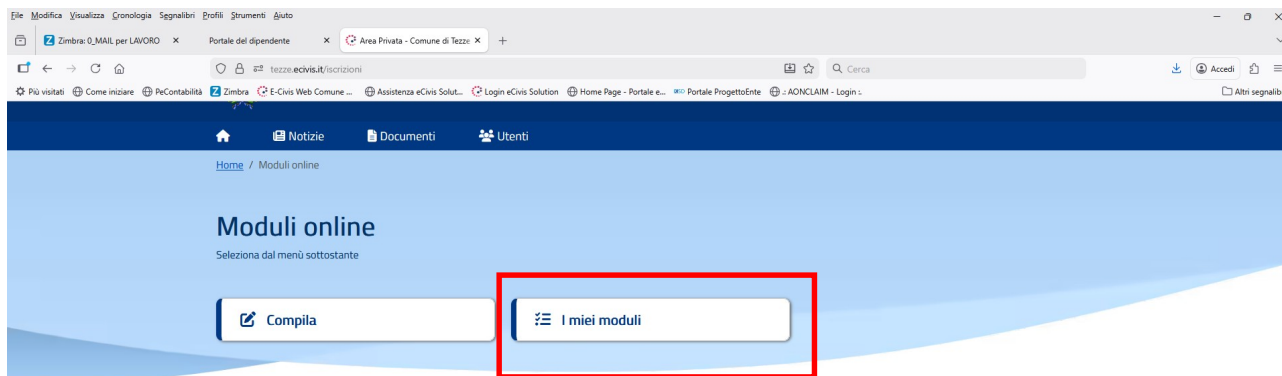 File Modifica Visualizza Cronologia Segnalibri Profili Strumenti Aiuto
Zimbra: 0_MAIL per LAVORO
Portale del dipendente
Area Privata - Comune di Tezze
tezze.ecivis.it/iscrizioni
Cerca
Accedi
Più visitati Come iniziare PeContabilità Zimbra E-Civis Web Comune ... Assistenza eCivis Solut... Login eCivis Solution Home Page - Portale e... Portale ProgettoEnte .: AONCLAIM - Login :.
Altri segnalib
Notizie Documenti Utenti
Home / Moduli online
Moduli online
Seleziona dal menù sottostante
Compila
I miei moduli